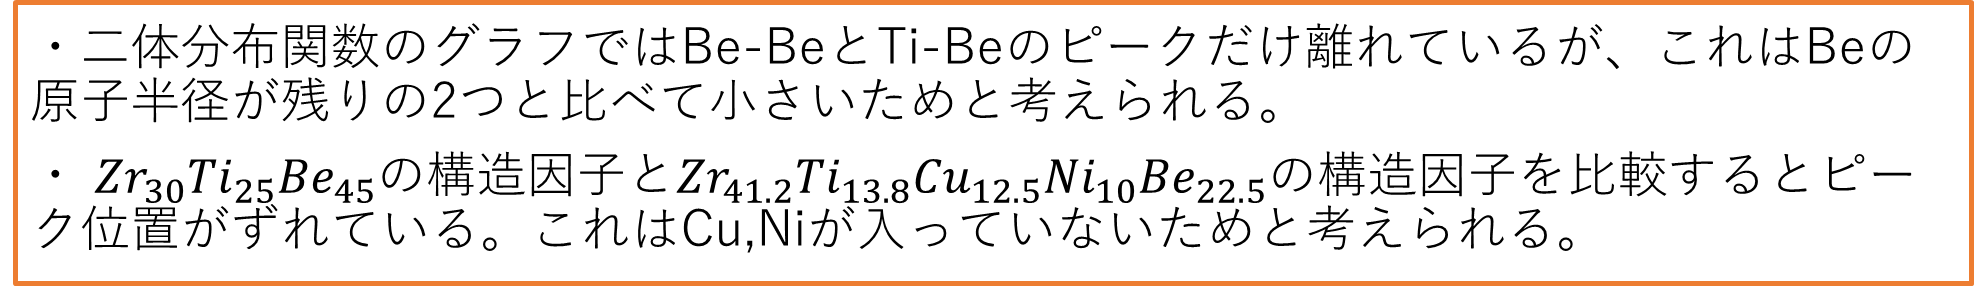 ・二体分布関数のグラフではBe-BeとTi-Beのピークだけ離れているが、これはBeの
原子半径が残りの2つと比べて小さいためと考えられる。
・ Zr₃₀Ti₂₅Be₄₅の構造因子とZr₄₁.₂Ti₁₃.₈Cu₁₂.₅Ni₁₀Be₂₂.₅の構造因子を比較するとピー
ク位置がずれている。これはCu,Niが入っていないためと考えられる。